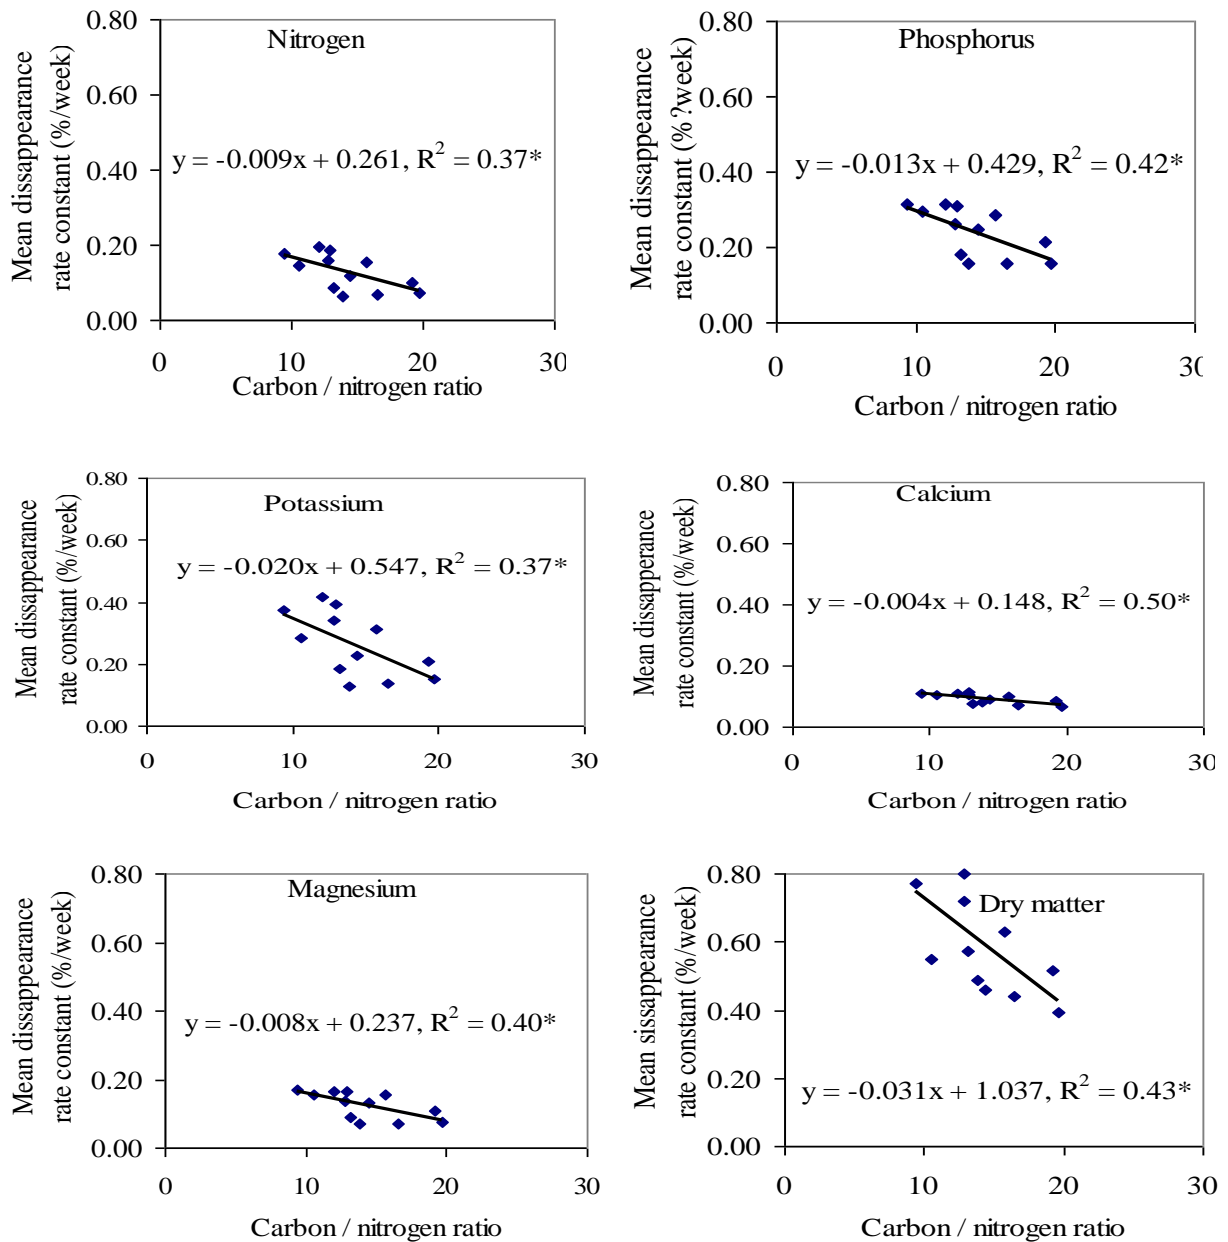 Nitrogen
Mean dissappearance
rate constant (%/week)
0.80
0.60
0.40
0.20
0.00
y = -0.009x + 0.261, R2 = 0.37*
0 10 20 30
Carbon / nitrogen ratio
Phosphorus
Mean dissappearance
rate constant (%?week)
0.80
0.60
0.40
0.20
0.00
y = -0.013x + 0.429, R2 = 0.42*
0 10 20 30
Carbon / nitrogen ratio
Potassium
Mean dissappearance
rate constant (%/week)
0.80
0.60
0.40
0.20
0.00
y = -0.020x + 0.547, R2 = 0.37*
0 10 20 30
Carbon / nitrogen ratio
Calcium
Mean dissapperance
rate constant (%/week)
0.80
0.60
0.40
0.20
0.00
y = -0.004x + 0.148, R2 = 0.50*
0 10 20 30
Carbon / nitrogen ratio
Magnesium
Mean dissappearance
rate constant (%/week)
0.80
0.60
0.40
0.20
0.00
y = -0.008x + 0.237, R2 = 0.40*
0 10 20 30
Carbon / nitrogen ratio
Dry matter
Mean sissappearance
rate constant (%/week)
0.80
0.60
0.40
0.20
0.00
y = -0.031x + 1.037, R2 = 0.43*
0 10 20 30
Carbon / nitrogen ratio